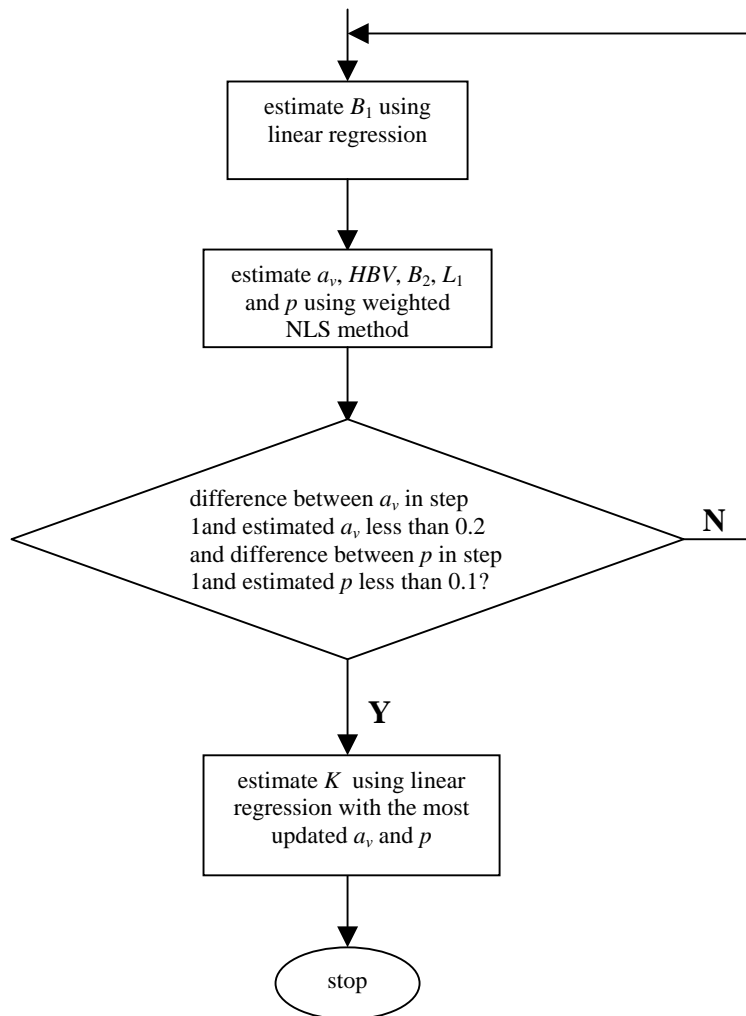 estimate B₁ using
linear regression
estimate aᵥ, HBV, B₂, L₁
and p using weighted
NLS method
difference between aᵥ in step
1and estimated aᵥ less than 0.2
and difference between p in step
1and estimated p less than 0.1?
N
Y
estimate K using linear
regression with the most
updated aᵥ and p
stop